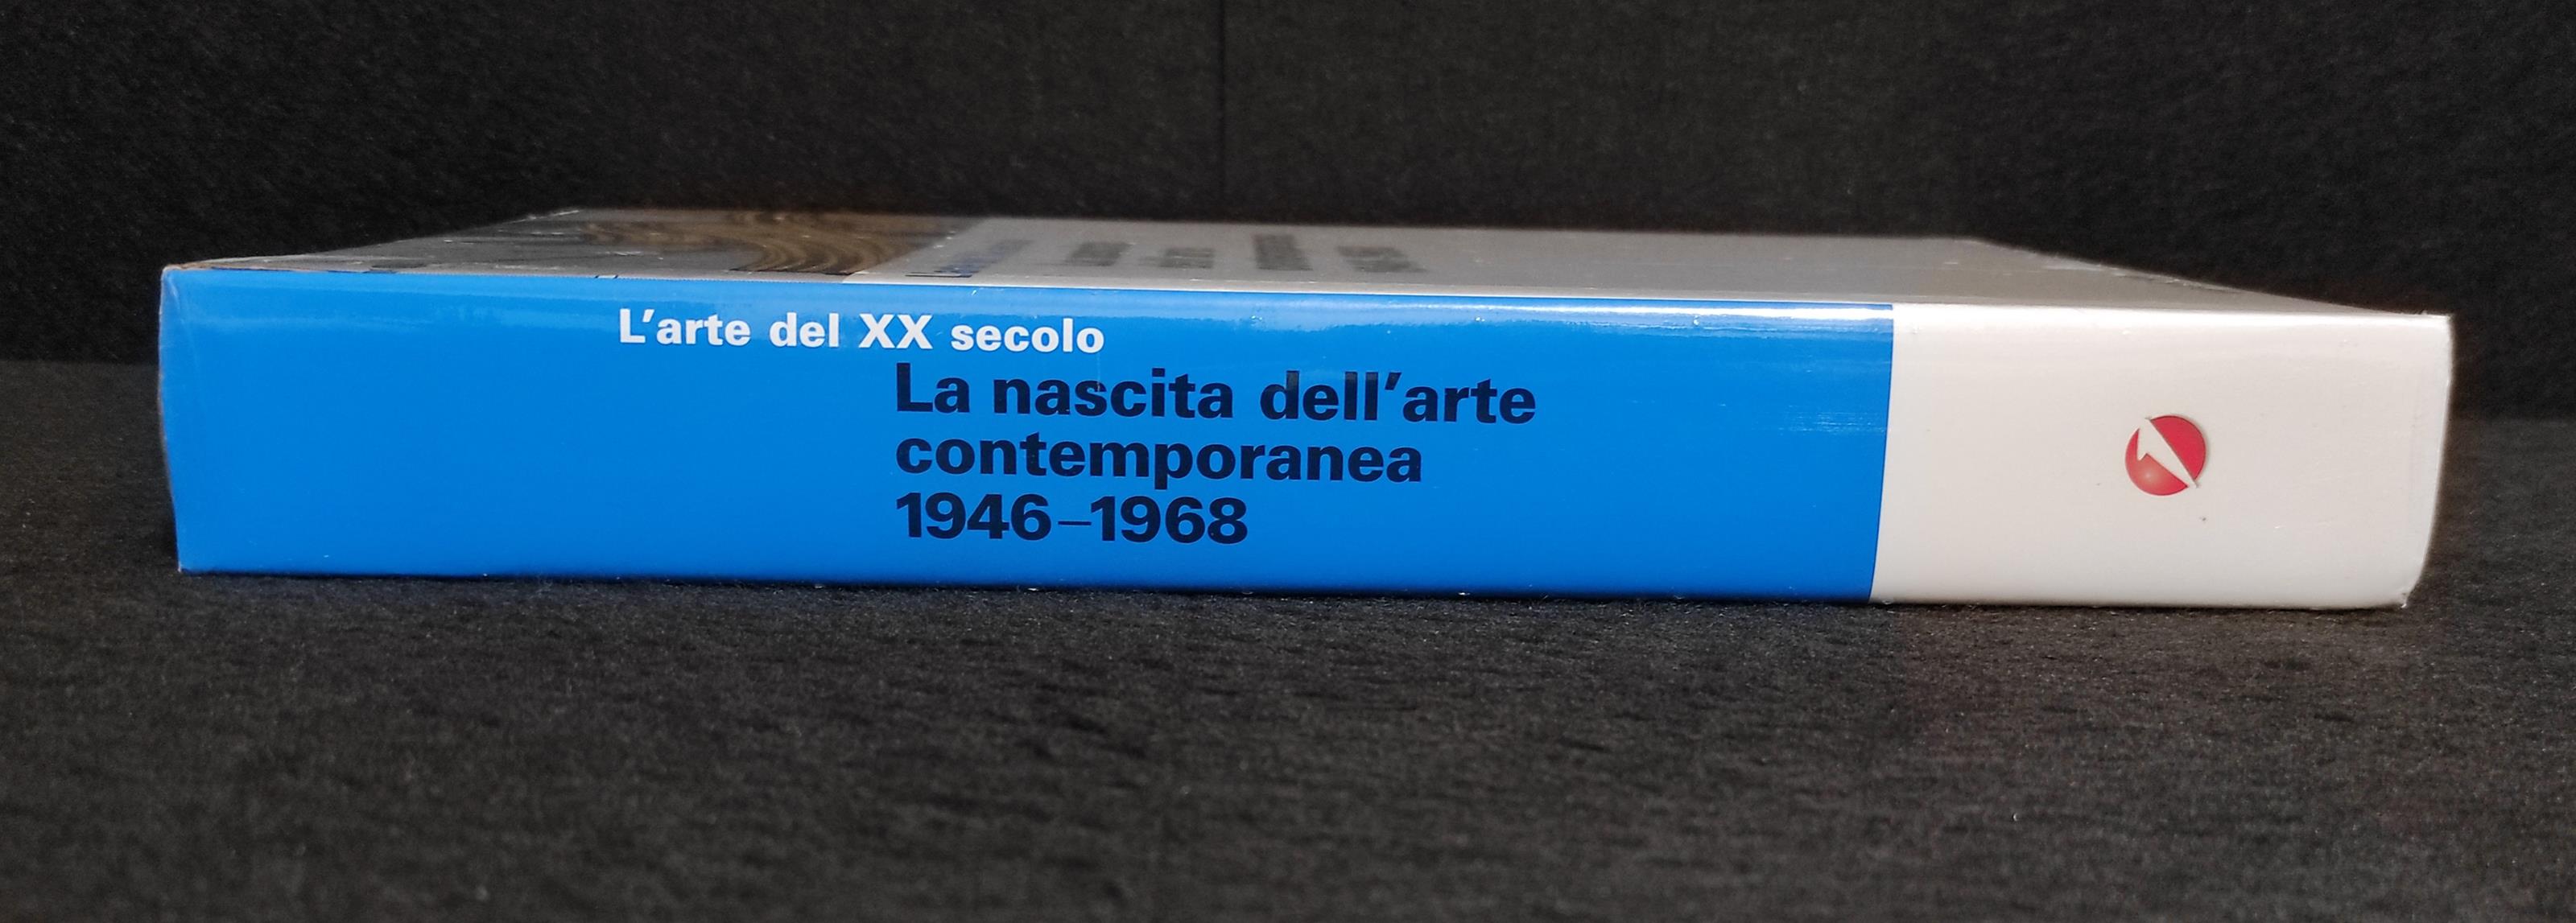 L'arte del XX secolo
La nascita dell'arte
contemporanea
1946–1968